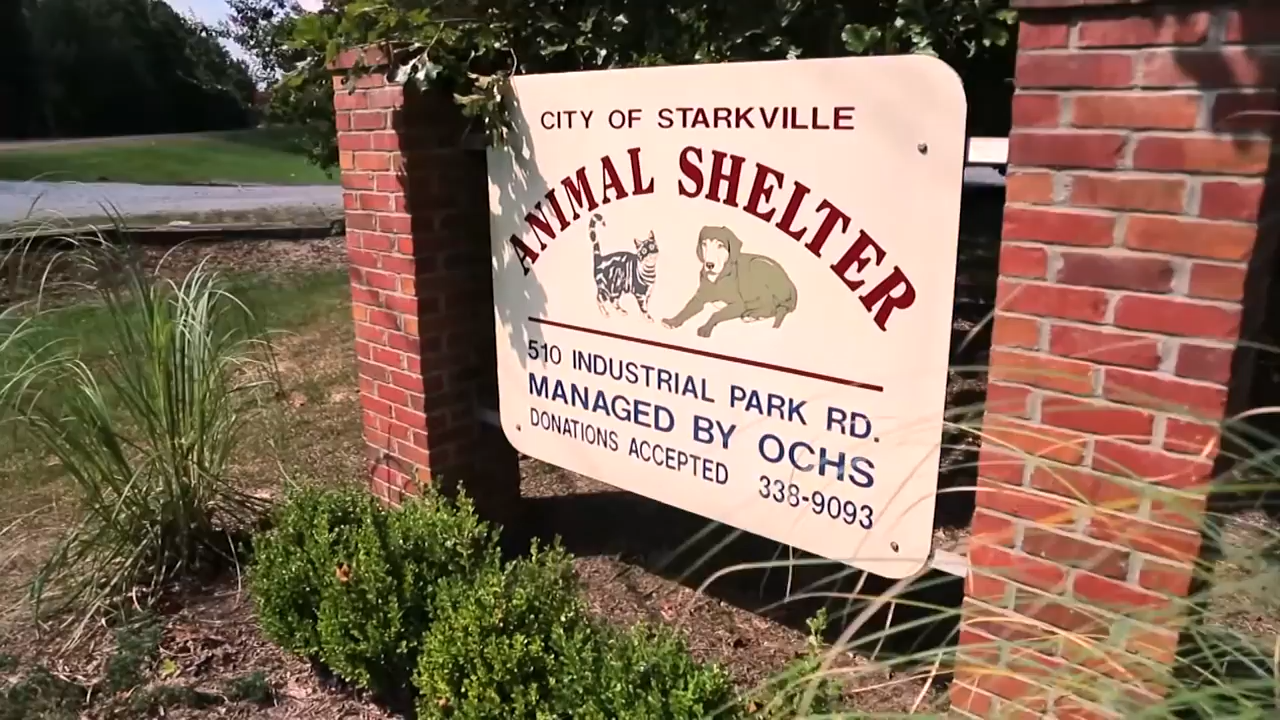 CITY OF STARKVILLE
ANIMAL SHELTER
510 INDUSTRIAL PARK RD.
MANAGED BY OCHS
DONATIONS ACCEPTED 338-9093